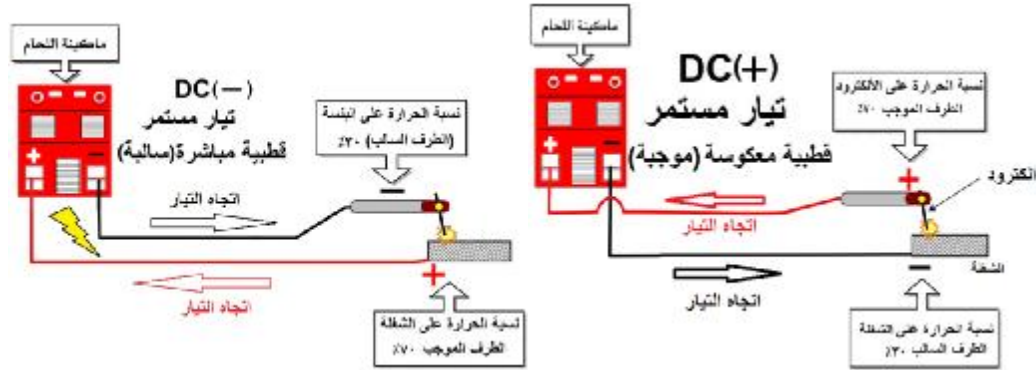 ماكينة اللحام
DC(—)
تيار مستمر
قطبية مباشرة(سالبة)
نسبة الحرارة على البنسة
(الطرف السالب) ٣٠٪
+
—
—
اتجاه التيار
اتجاه التيار
+
نسبة الحرارة على الشغلة
الطرف الموجب ٧٠٪
ماكينة اللحام
DC(+)
تيار مستمر
قطبية معكوسة (موجبة)
نسبة الحرارة على الألكترود
الطرف الموجب ٧٠٪
+
—
+
الكترود
اتجاه التيار
الشغلة
—
اتجاه التيار
نسبة الحرارة على الشغلة
الطرف السالب ٣٠٪